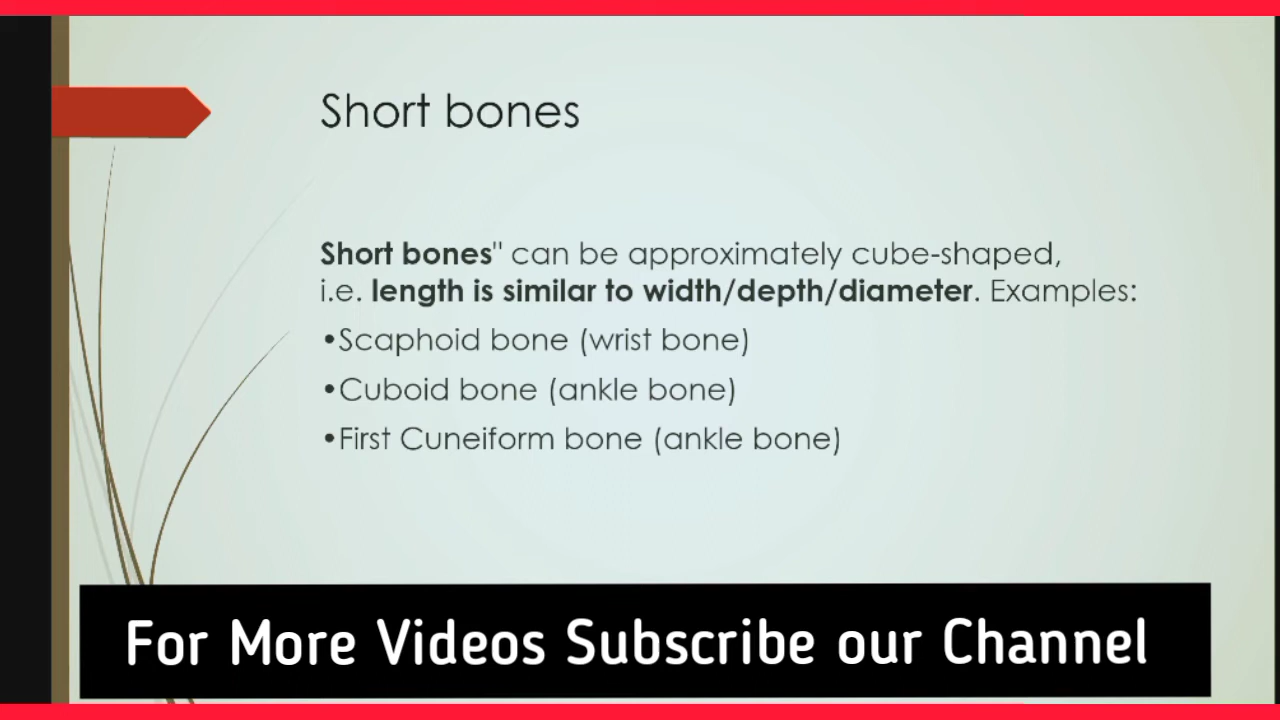 Short bones
Short bones" can be approximately cube-shaped,
i.e. length is similar to width/depth/diameter. Examples:
•Scaphoid bone (wrist bone)
•Cuboid bone (ankle bone)
•First Cuneiform bone (ankle bone)
For More Videos Subscribe our Channel